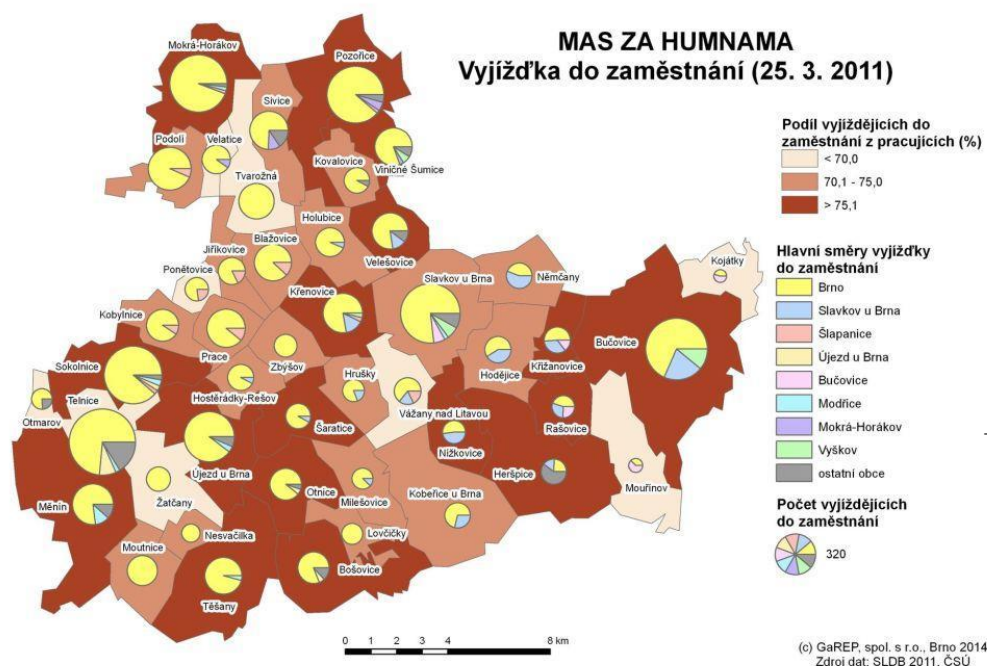 MAS ZA HUMNAMA
Vyjížďka do zaměstnání (25. 3. 2011)
Mokrá-Horákov
Pozořice
Sivice
Podolí
Velatice
Viničné Šumice
Kovalovice
Tvarožná
Holubice
Velešovice
Blažovice
Jiříkovice
Slavkov u Brna
Němčany
Kojátky
Ponětovice
Křenovice
Kobylnice
Prace
Zbýšov
Hodějice
Křižanovice
Bučovice
Sokolnice
Hrušky
Hostěrádky-Rešov
Telnice
Otmarov
Vážany nad Litavou
Rašovice
Šaratice
Nížkovice
Újezd u Brna
Heršpice
Mouřínov
Žatčany
Otnice
Milešovice
Kobeřice u Brna
Měnín
Nesvačilka
Lovčičky
Moutnice
Bošovice
Těšany
Podíl vyjíždějících do
zaměstnání z pracujících (%)
< 70,0
70,1 - 75,0
> 75,1
Hlavní směry vyjížďky
do zaměstnání
Brno
Slavkov u Brna
Šlapanice
Újezd u Brna
Bučovice
Modřice
Mokrá-Horákov
Vyškov
ostatní obce
Počet vyjíždějících
do zaměstnání
320
0 1 2 3 4 8 km
(c) GaREP, spol. s r.o., Brno 2014
Zdroj dat: SLDB 2011, ČSÚ